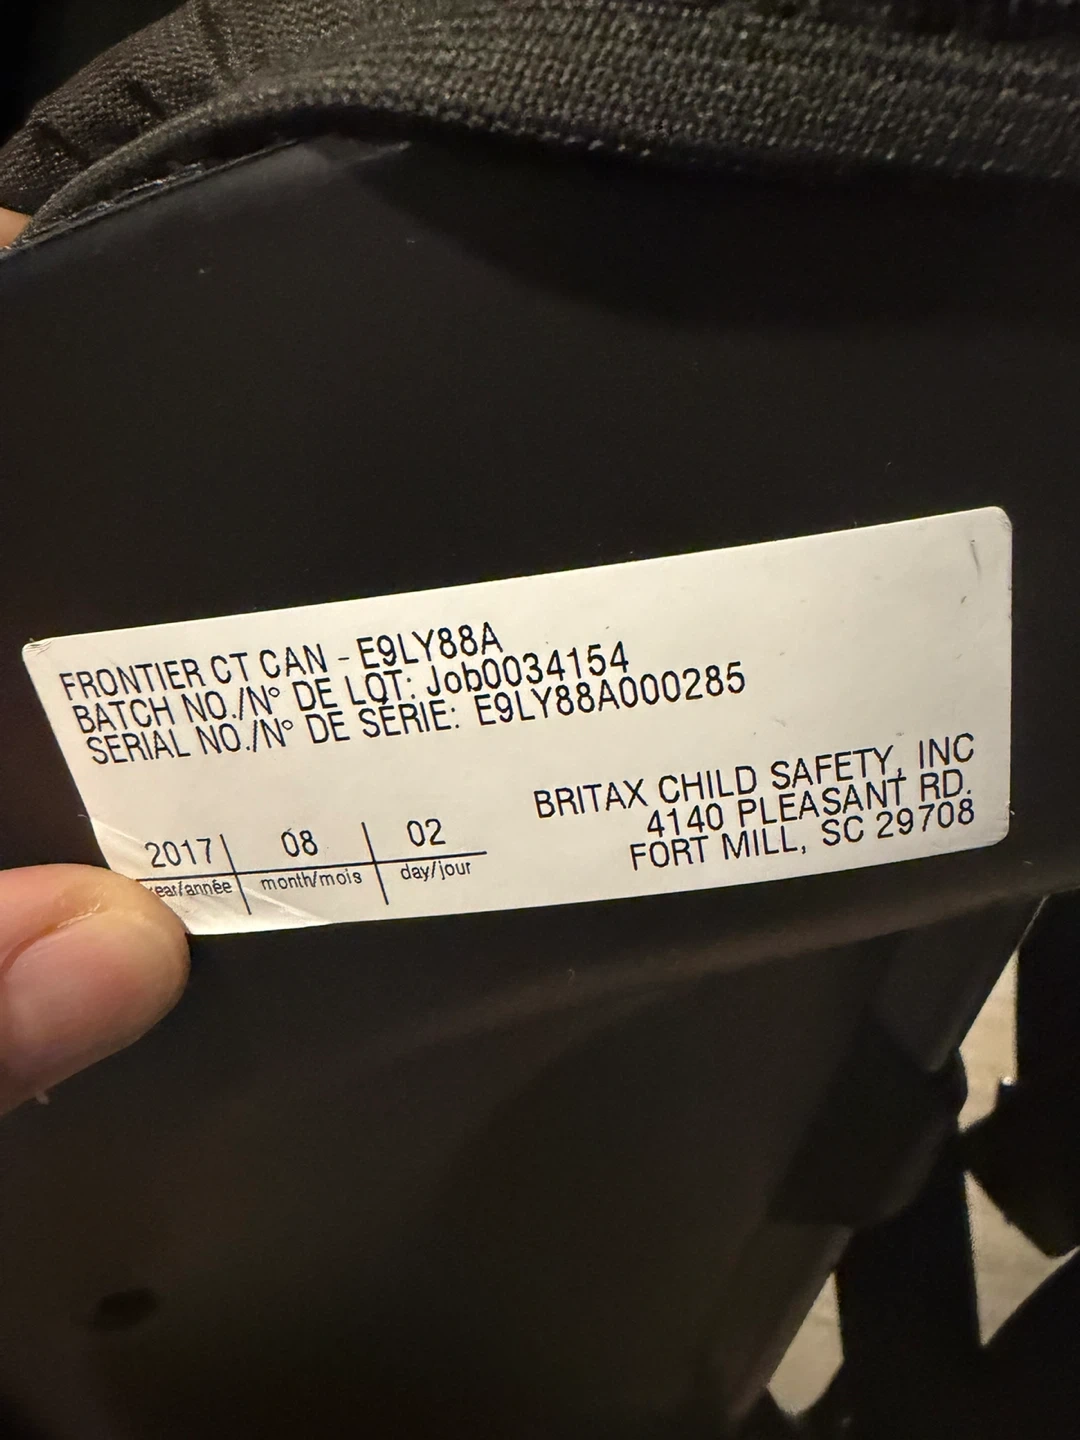 FRONTIER CT CAN - E9LY88A
BATCH NO./N° DE LOT: Job0034154
SERIAL NO./N° DE SÉRIE: E9LY88A000285
BRITAX CHILD SAFETY, INC
4140 PLEASANT RD.
FORT MILL, SC 29708
2017 08 02
ear/année month/mois day/jour